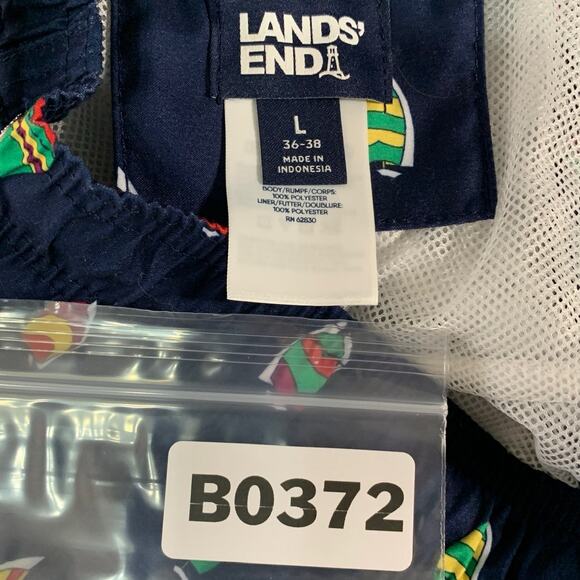 LANDS'
END
L
36-38
MADE IN
INDONESIA
BODY/RUMPF/CORPS:
100% POLYESTER
LINER/FUTTER/DOUBLURE:
100% POLYESTER
RN 62830
B0372